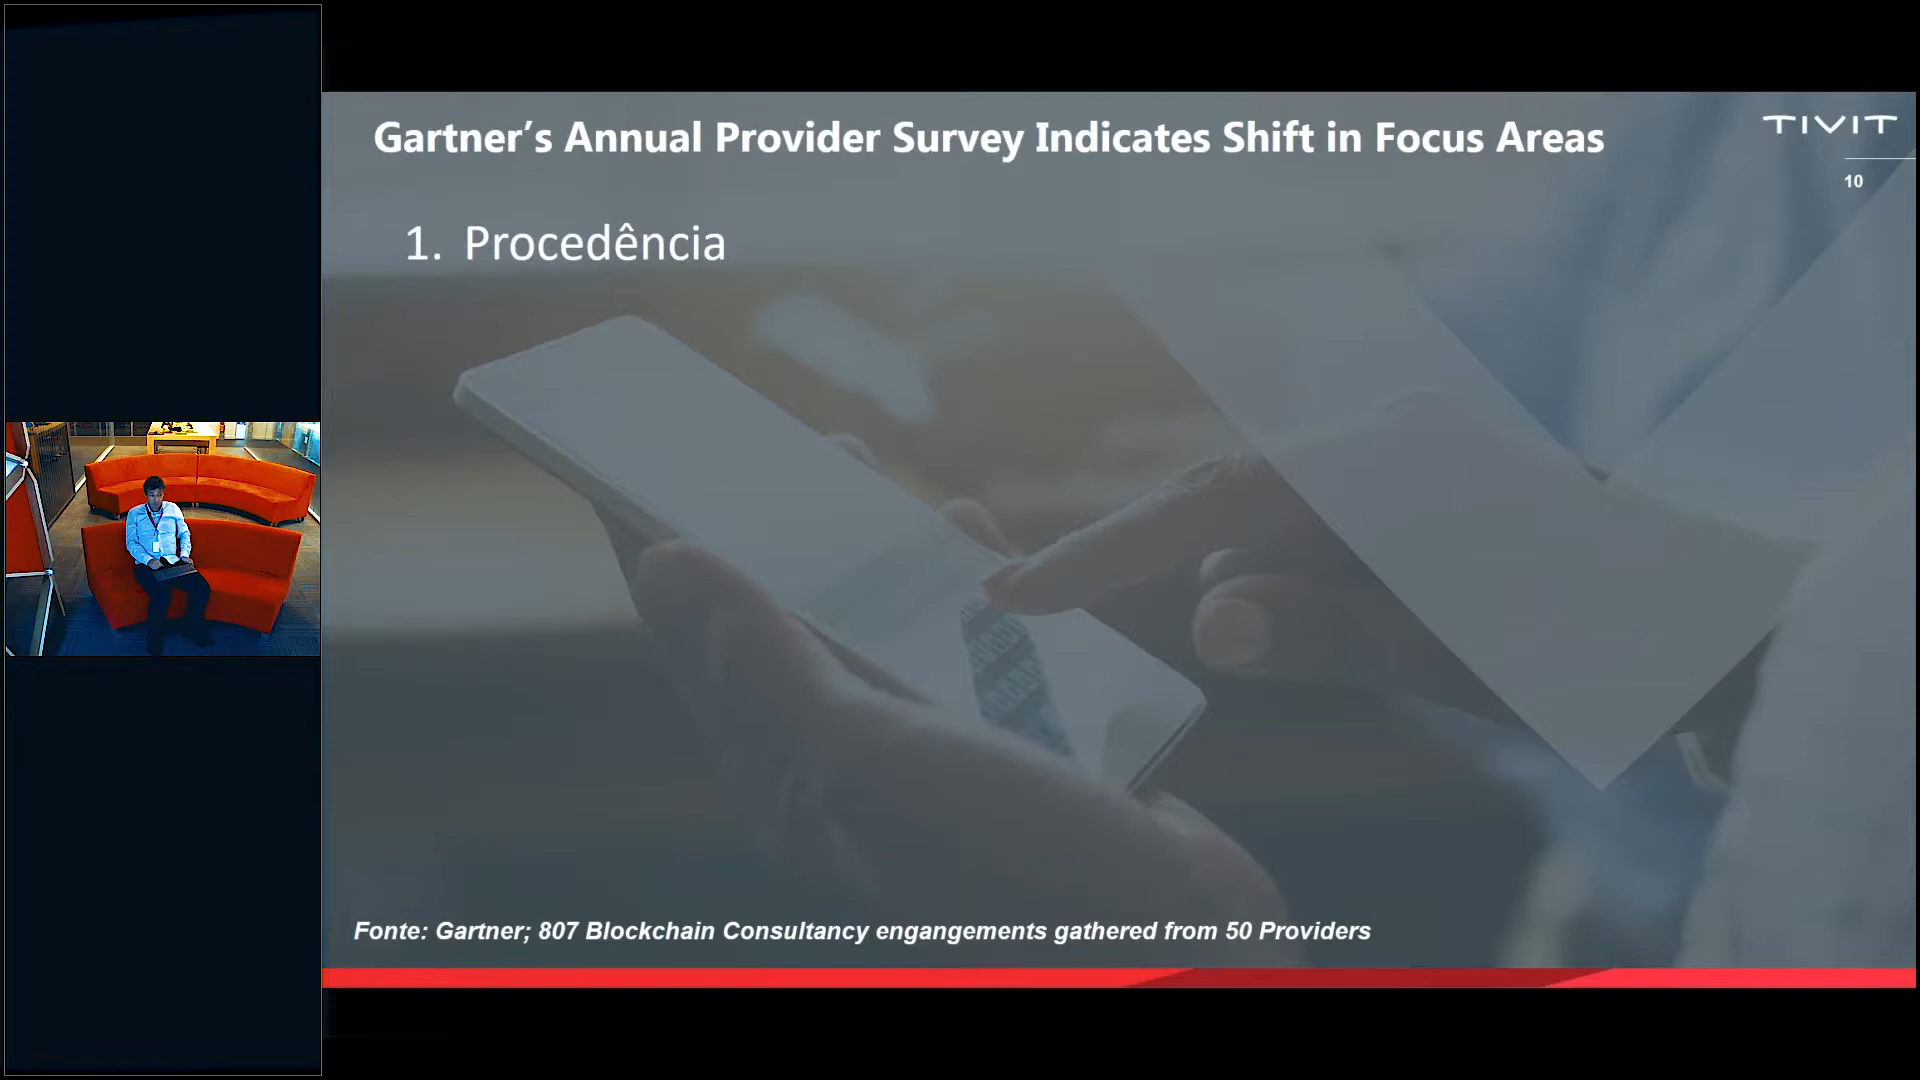 Gartner’s Annual Provider Survey Indicates Shift in Focus Areas
TIVIT
10
1. Procedência
Fonte: Gartner; 807 Blockchain Consultancy engangements gathered from 50 Providers